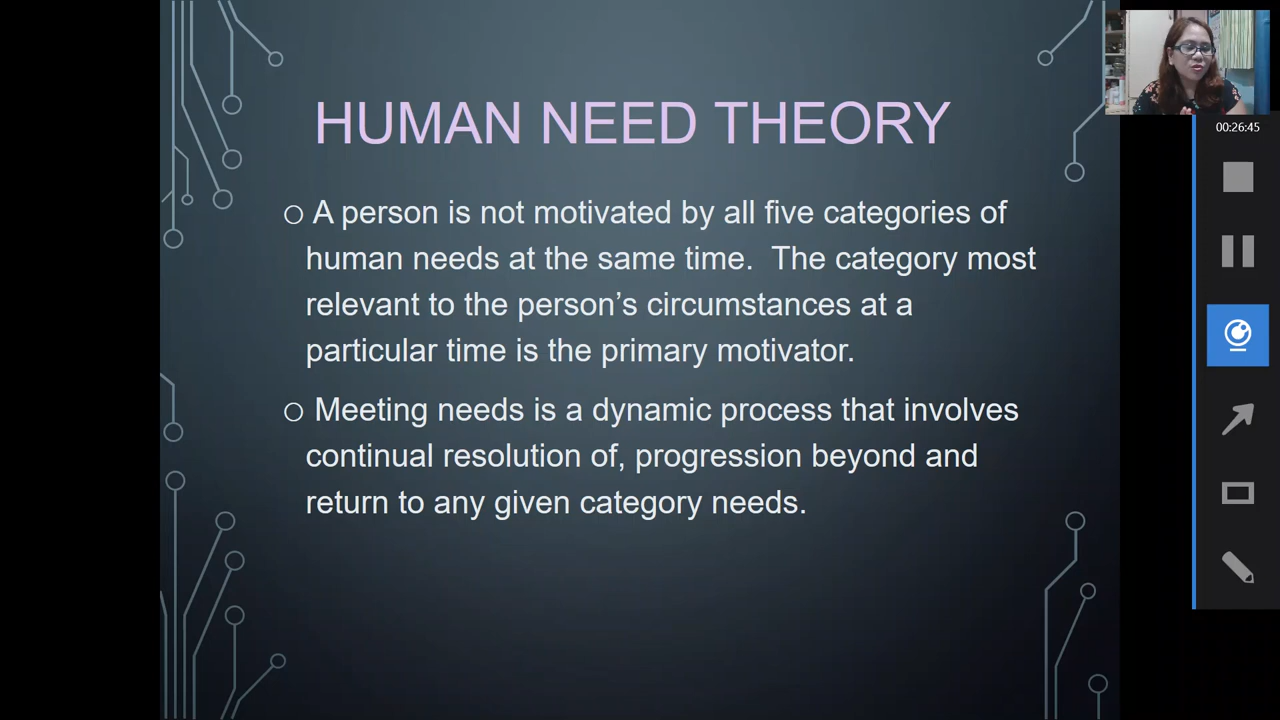 HUMAN NEED THEORY
A person is not motivated by all five categories of
human needs at the same time.  The category most
relevant to the person’s circumstances at a
particular time is the primary motivator.
Meeting needs is a dynamic process that involves
continual resolution of, progression beyond and
return to any given category needs.
00:26:45